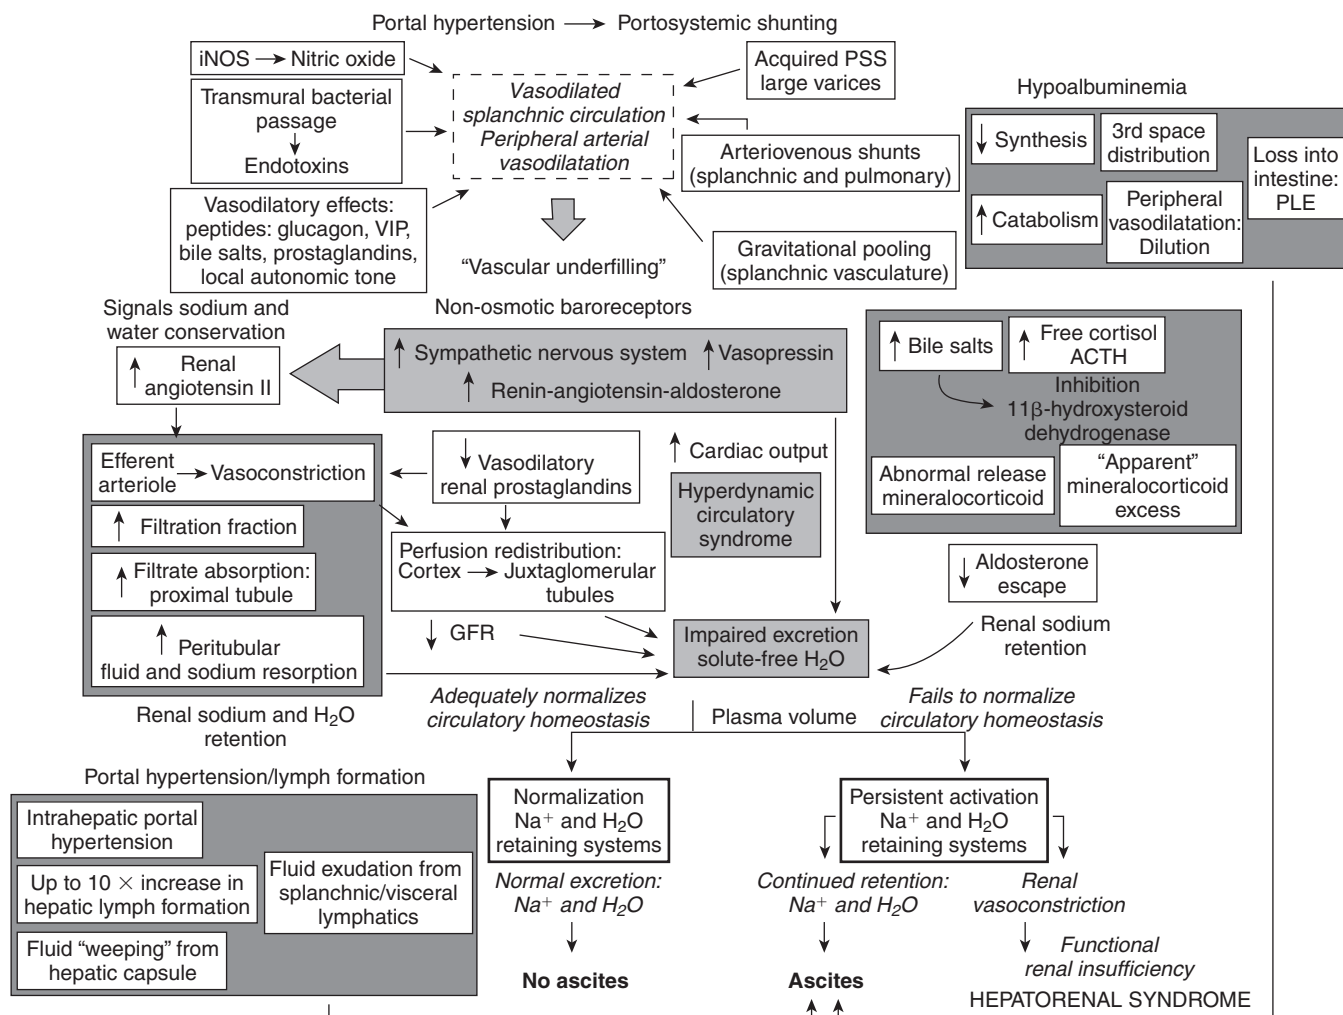 Portal hypertension → Portosystemic shunting
iNOS → Nitric oxide
Transmural bacterial
passage
↓
Endotoxins
Vasodilatory effects:
peptides: glucagon, VIP,
bile salts, prostaglandins,
local autonomic tone
Vasodilated
splanchnic circulation
Peripheral arterial
vasodilatation
Acquired PSS
large varices
Arteriovenous shunts
(splanchnic and pulmonary)
Gravitational pooling
(splanchnic vasculature)
Hypoalbuminemia
↓ Synthesis
3rd space
distribution
Loss into
intestine:
PLE
↑ Catabolism
Peripheral
vasodilatation:
Dilution
“Vascular underfilling”
Non-osmotic baroreceptors
Signals sodium and
water conservation
↑ Renal
angiotensin II
↑ Sympathetic nervous system ↑ Vasopressin
↑ Renin-angiotensin-aldosterone
↑ Bile salts
↑ Free cortisol
ACTH
Inhibition
11β-hydroxysteroid
dehydrogenase
Abnormal release
mineralocorticoid
“Apparent”
mineralocorticoid
excess
Efferent
arteriole → Vasoconstriction
↑ Filtration fraction
↑ Filtrate absorption:
proximal tubule
↑ Peritubular
fluid and sodium resorption
Renal sodium and H₂O
retention
↓ Vasodilatory
renal prostaglandins
Perfusion redistribution:
Cortex → Juxtaglomerular
tubules
↓ GFR
↑ Cardiac output
Hyperdynamic
circulatory
syndrome
Impaired excretion
solute-free H₂O
↓ Aldosterone
escape
Renal sodium
retention
Adequately normalizes
circulatory homeostasis
Plasma volume
Fails to normalize
circulatory homeostasis
Portal hypertension/lymph formation
Intrahepatic portal
hypertension
Up to 10 × increase in
hepatic lymph formation
Fluid “weeping” from
hepatic capsule
Fluid exudation from
splanchnic/visceral
lymphatics
Normalization
Na⁺ and H₂O
retaining systems
Normal excretion:
Na⁺ and H₂O
No ascites
Persistent activation
Na⁺ and H₂O
retaining systems
Continued retention:
Na⁺ and H₂O
Ascites
Renal
vasoconstriction
Functional
renal insufficiency
HEPATORENAL SYNDROME